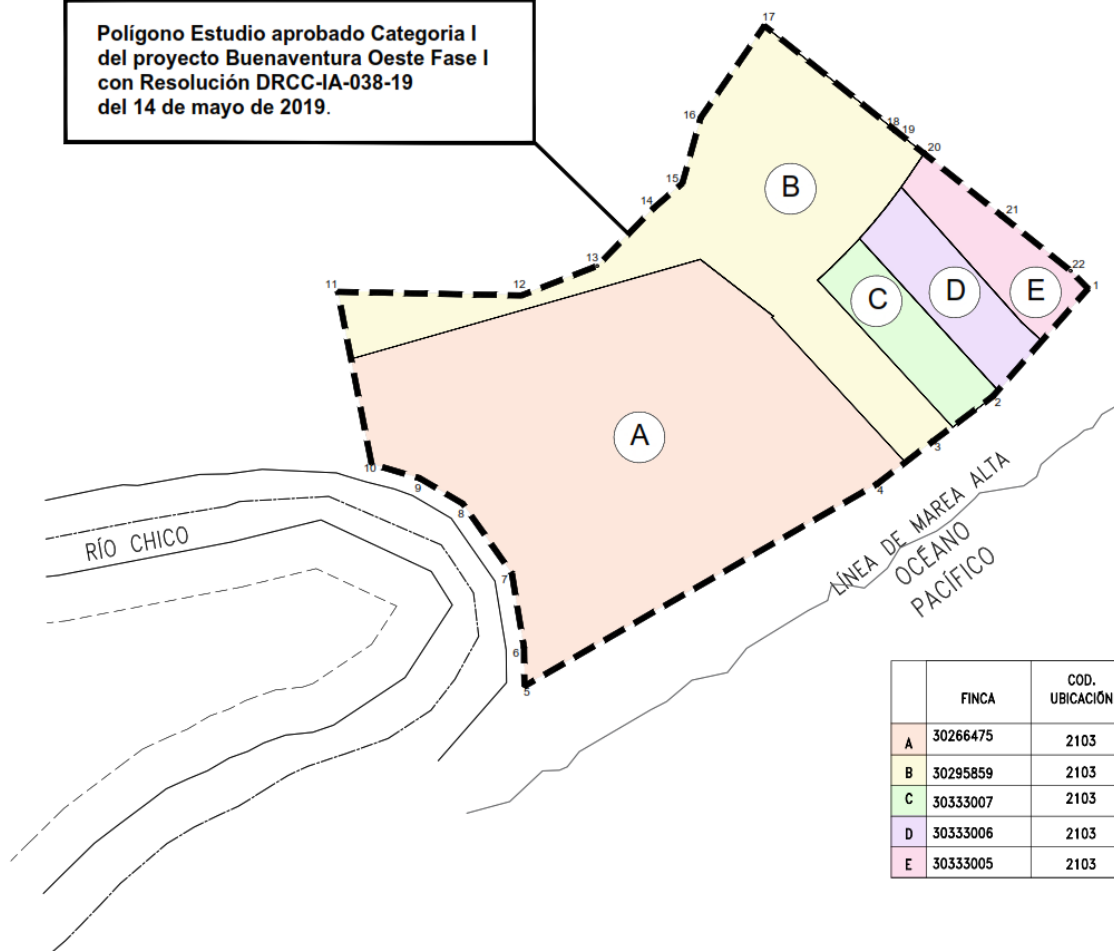 Polígono Estudio aprobado Categoria I
del proyecto Buenaventura Oeste Fase I
con Resolución DRCC-IA-038-19
del 14 de mayo de 2019.
17
16
18
19
20
15
B
14
21
13
22
11
12
1
C
D
E
2
A
3
10
9
4
8
RÍO CHICO
7
LÍNEA DE MAREA ALTA
OCÉANO
PACÍFICO
6
5
FINCA COD. UBICACIÓN
A 30266475 2103
B 30295859 2103
C 30333007 2103
D 30333006 2103
E 30333005 2103